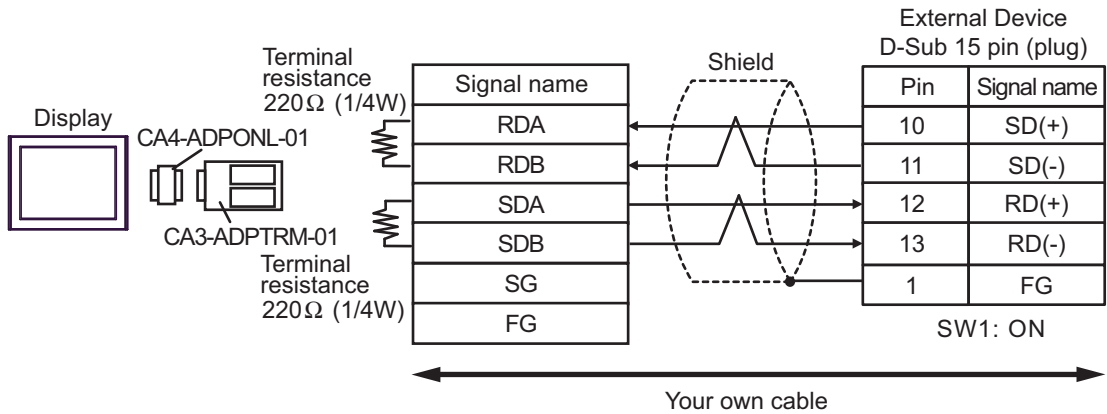 External Device
D-Sub 15 pin (plug)
Terminal
resistance
220Ω (1/4W)
Shield
Display
CA4-ADPONL-01
CA3-ADPTRM-01
Terminal
resistance
220Ω (1/4W)
Signal name
RDA
RDB
SDA
SDB
SG
FG
Pin Signal name
10 SD(+)
11 SD(-)
12 RD(+)
13 RD(-)
1 FG
SW1: ON
Your own cable